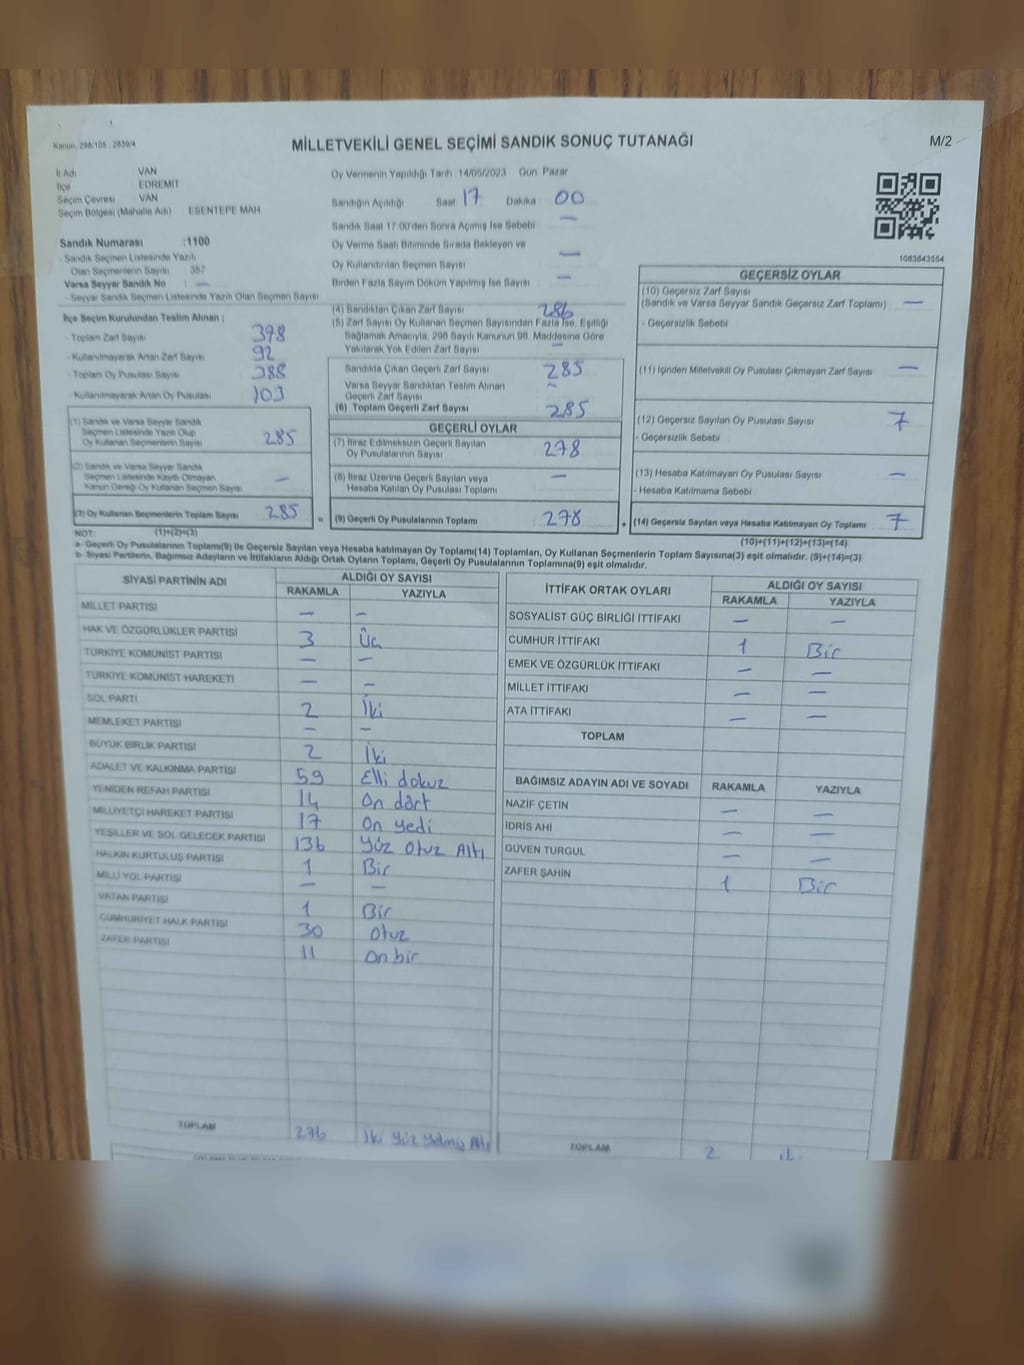 Kanun, 298/105 ; 2839/4
MİLLETVEKİLİ GENEL SEÇİMİ SANDIK SONUÇ TUTANAĞI
M/2
İl Adı VAN
İlçe EDREMİT
Seçim Çevresi VAN
Seçim Bölgesi (Mahalle Adı) ESENTEPE MAH
Sandık Numarası :1100
- Sandık Seçmen Listesinde Yazılı
Olan Seçmenlerin Sayısı : 357
Varsa Seyyar Sandık No : —
- Seyyar Sandık Seçmen Listesinde Yazılı Olan Seçmen Sayısı
Oy Vermenin Yapıldığı Tarih : 14/05/2023 Gün Pazar
Sandığın Açıldığı Saat 17 Dakika 00
Sandık Saat 17:00'den Sonra Açılmış İse Sebebi : —
Oy Verme Saati Bitiminde Sırada Bekleyen ve
Oy Kullandırılan Seçmen Sayısı —
Birden Fazla Sayım Döküm Yapılmış İse Sayısı —
1083843554
İlçe Seçim Kurulundan Teslim Alınan ;
- Toplam Zarf Sayısı 398
- Kullanılmayarak Artan Zarf Sayısı 92
- Toplam Oy Pusulası Sayısı 388
- Kullanılmayarak Artan Oy Pusulası 103
(1) Sandık ve Varsa Seyyar Sandık
Seçmen Listesinde Yazılı Olup
Oy Kullanan Seçmenlerin Sayısı 285
(2) Sandık ve Varsa Seyyar Sandık
Seçmen Listesinde Kayıtlı Olmayan
Kanun Gereği Oy Kullanan Seçmen Sayısı —
(3) Oy Kullanan Seçmenlerin Toplam Sayısı 285
(1)+(2)=(3)
(4) Sandıktan Çıkan Zarf Sayısı 286
(5) Zarf Sayısı Oy Kullanan Seçmen Sayısından Fazla İse, Eşitliği
Sağlamak Amacıyla, 298 Sayılı Kanunun 98. Maddesine Göre
Yakılarak Yok Edilen Zarf Sayısı —
Sandıkta Çıkan Geçerli Zarf Sayısı 285
Varsa Seyyar Sandıktan Teslim Alınan
Geçerli Zarf Sayısı —
(6) Toplam Geçerli Zarf Sayısı 285
GEÇERLİ OYLAR
(7) İtiraz Edilmeksizin Geçerli Sayılan
Oy Pusulalarının Sayısı 278
(8) İtiraz Üzerine Geçerli Sayılan veya
Hesaba Katılan Oy Pusulası Toplamı —
= (9) Geçerli Oy Pusulalarının Toplamı 278
GEÇERSİZ OYLAR
(10) Geçersiz Zarf Sayısı
(Sandık ve Varsa Seyyar Sandık Geçersiz Zarf Toplamı) —
- Geçersizlik Sebebi :
(11) İçinden Milletvekili Oy Pusulası Çıkmayan Zarf Sayısı —
(12) Geçersiz Sayılan Oy Pusulası Sayısı 7
- Geçersizlik Sebebi :
(13) Hesaba Katılmayan Oy Pusulası Sayısı —
- Hesaba Katılmama Sebebi :
+ (14) Geçersiz Sayılan veya Hesaba Katılmayan Oy Toplamı 7
(10)+(11)+(12)+(13)=(14)
NOT:
a- Geçerli Oy Pusulalarının Toplamı(9) ile Geçersiz Sayılan veya Hesaba katılmayan Oy Toplamı(14) Toplamları, Oy Kullanan Seçmenlerin Toplam Sayısına(3) eşit olmalıdır. (9)+(14)=(3)
b- Siyasi Partilerin, Bağımsız Adayların ve İttifakların Aldığı Ortak Oyların Toplamı, Geçerli Oy Pusulalarının Toplamına(9) eşit olmalıdır.
SİYASİ PARTİNİN ADI ALDIĞI OY SAYISI
RAKAMLA YAZIYLA
MİLLET PARTİSİ — —
HAK VE ÖZGÜRLÜKLER PARTİSİ 3 Üç
TÜRKİYE KOMÜNİST PARTİSİ — —
TÜRKİYE KOMÜNİST HAREKETİ — —
SOL PARTİ 2 İki
MEMLEKET PARTİSİ — —
BÜYÜK BİRLİK PARTİSİ 2 İki
ADALET VE KALKINMA PARTİSİ 59 Elli dokuz
YENİDEN REFAH PARTİSİ 14 On dört
MİLLİYETÇİ HAREKET PARTİSİ 17 On yedi
YEŞİLLER VE SOL GELECEK PARTİSİ 136 Yüz Otuz Altı
HALKIN KURTULUŞ PARTİSİ 1 Bir
MİLLİ YOL PARTİSİ — —
VATAN PARTİSİ 1 Bir
CUMHURİYET HALK PARTİSİ 30 Otuz
ZAFER PARTİSİ 11 On bir
TOPLAM 276 İki Yüz Yetmiş Altı
İTTİFAK ORTAK OYLARI ALDIĞI OY SAYISI
RAKAMLA YAZIYLA
SOSYALİST GÜÇ BİRLİĞİ İTTİFAKI — —
CUMHUR İTTİFAKI 1 Bir
EMEK VE ÖZGÜRLÜK İTTİFAKI — —
MİLLET İTTİFAKI — —
ATA İTTİFAKI — —
TOPLAM
BAĞIMSIZ ADAYIN ADI VE SOYADI RAKAMLA YAZIYLA
NAZİF ÇETİN — —
İDRİS AHI — —
GÜVEN TURGUL — —
ZAFER ŞAHİN 1 Bir
TOPLAM 2